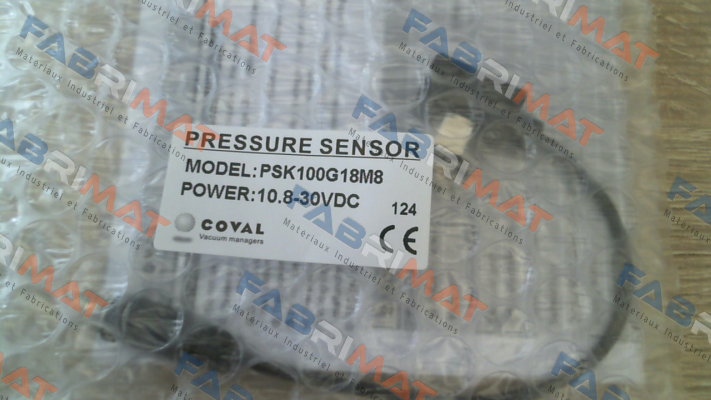 PRESSURE SENSOR
MODEL:PSK100G18M8
POWER:10.8-30VDC
124
COVAL
Vacuum managers
CE
FABRIMAT
Materiaux Industriel et Fabrications